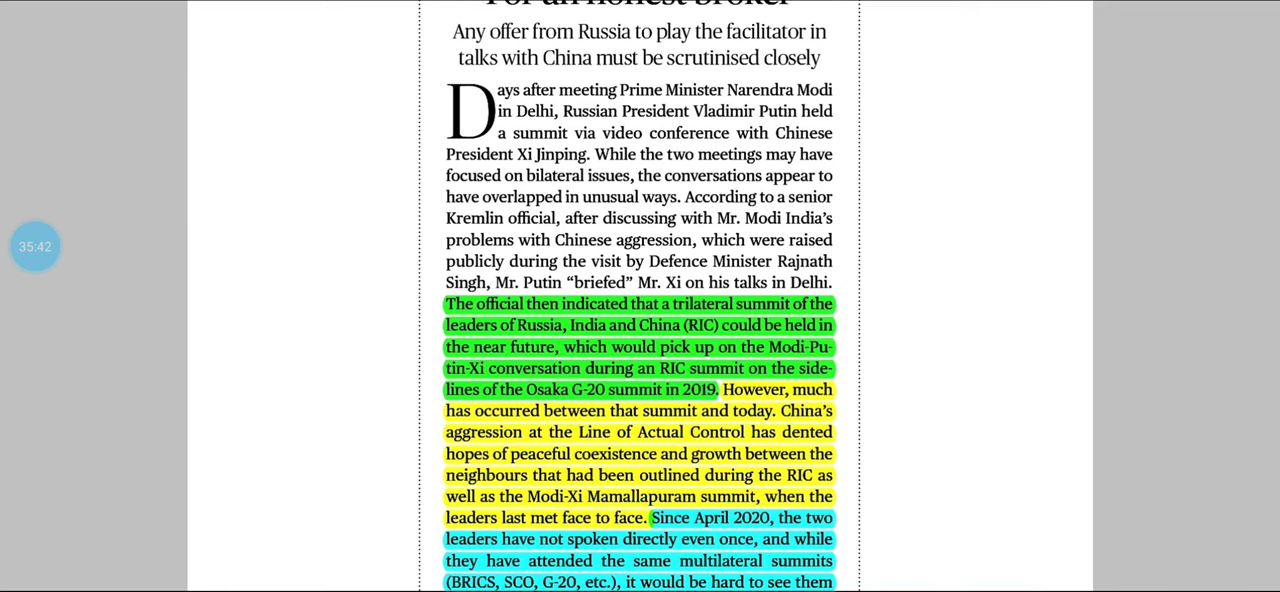 For an honest broker
Any offer from Russia to play the facilitator in
talks with China must be scrutinised closely
Days after meeting Prime Minister Narendra Modi
in Delhi, Russian President Vladimir Putin held
a summit via video conference with Chinese
President Xi Jinping. While the two meetings may have
focused on bilateral issues, the conversations appear to
have overlapped in unusual ways. According to a senior
Kremlin official, after discussing with Mr. Modi India’s
problems with Chinese aggression, which were raised
publicly during the visit by Defence Minister Rajnath
Singh, Mr. Putin “briefed” Mr. Xi on his talks in Delhi.
The official then indicated that a trilateral summit of the
leaders of Russia, India and China (RIC) could be held in
the near future, which would pick up on the Modi-Pu-
tin-Xi conversation during an RIC summit on the side-
lines of the Osaka G-20 summit in 2019. However, much
has occurred between that summit and today. China’s
aggression at the Line of Actual Control has dented
hopes of peaceful coexistence and growth between the
neighbours that had been outlined during the RIC as
well as the Modi-Xi Mamallapuram summit, when the
leaders last met face to face. Since April 2020, the two
leaders have not spoken directly even once, and while
they have attended the same multilateral summits
(BRICS, SCO, G-20, etc.), it would be hard to see them
35:42